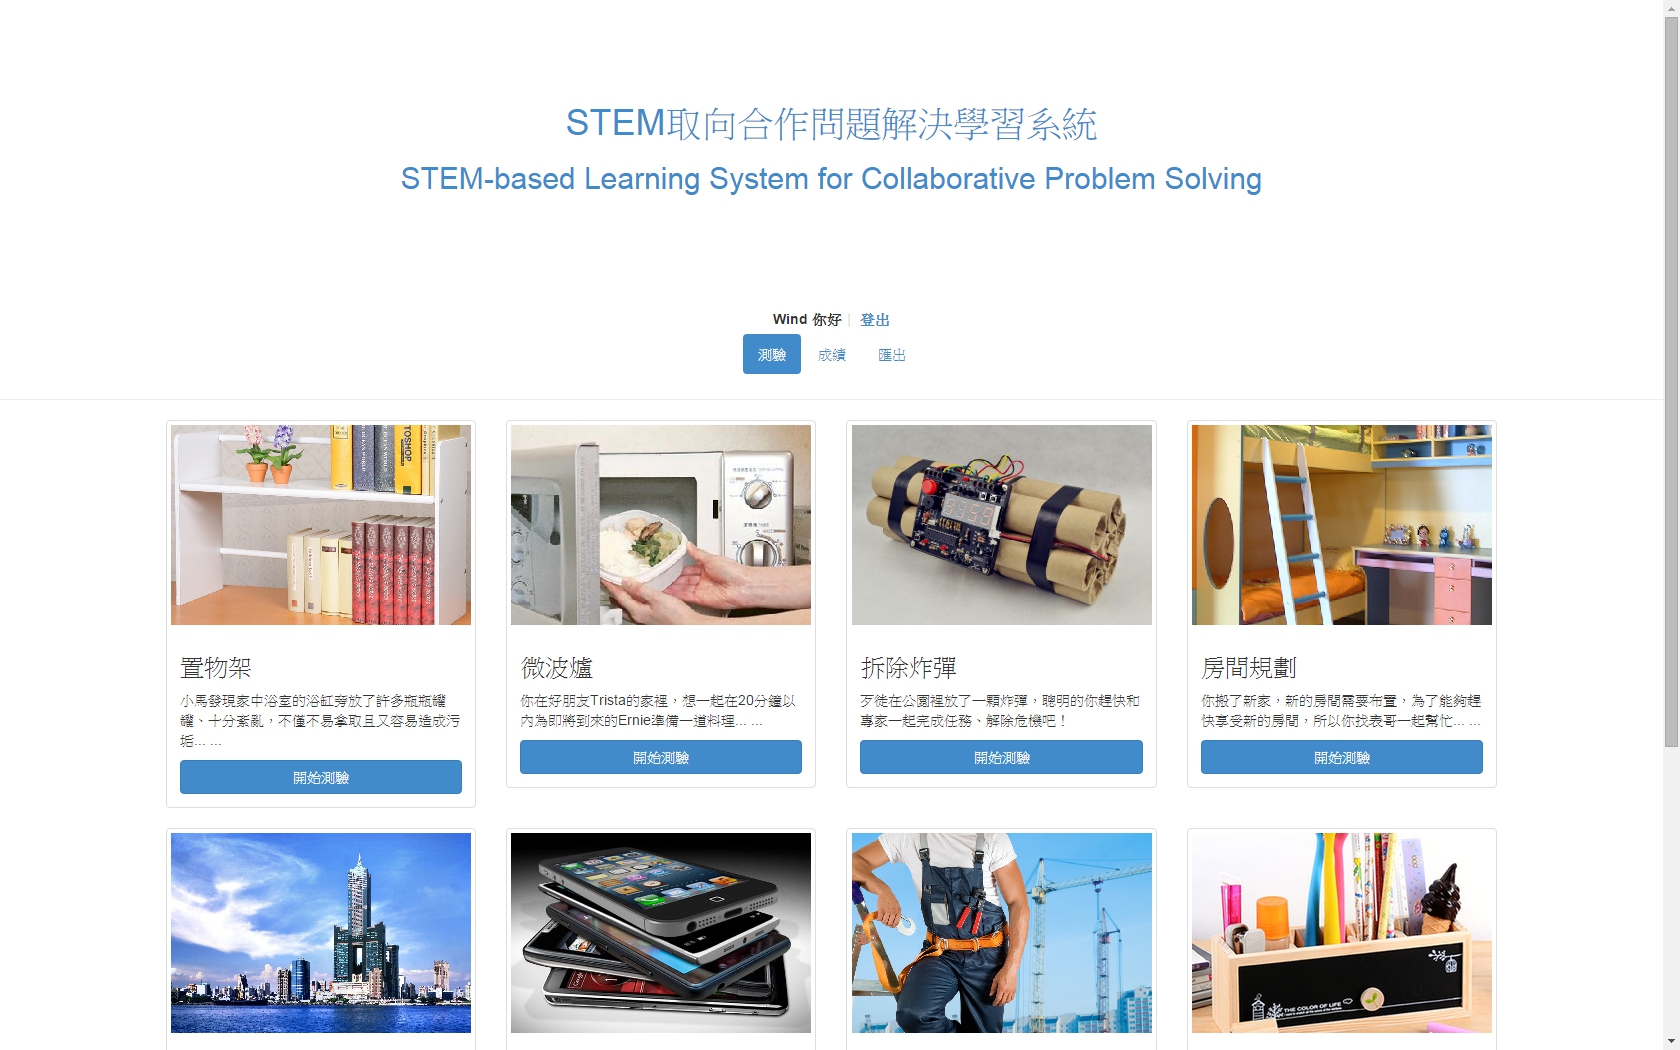 STEM取向合作問題解決學習系統
STEM-based Learning System for Collaborative Problem Solving
Wind 你好 | 登出
測驗 成績 匯出
置物架
小馬發現家中浴室的浴缸旁放了許多瓶瓶罐
罐、十分紊亂，不僅不易拿取且又容易造成污
垢... ...
開始測驗
微波爐
你在好朋友Trista的家裡，想一起在20分鐘以
內為即將到來的Ernie準備一道料理... ...
開始測驗
拆除炸彈
歹徒在公園裡放了一顆炸彈，聰明的你趕快和
專家一起完成任務、解除危機吧！
開始測驗
房間規劃
你搬了新家，新的房間需要布置，為了能夠趕
快享受新的房間，所以你找表哥一起幫忙... ...
開始測驗
THE COLOR OF LIFE